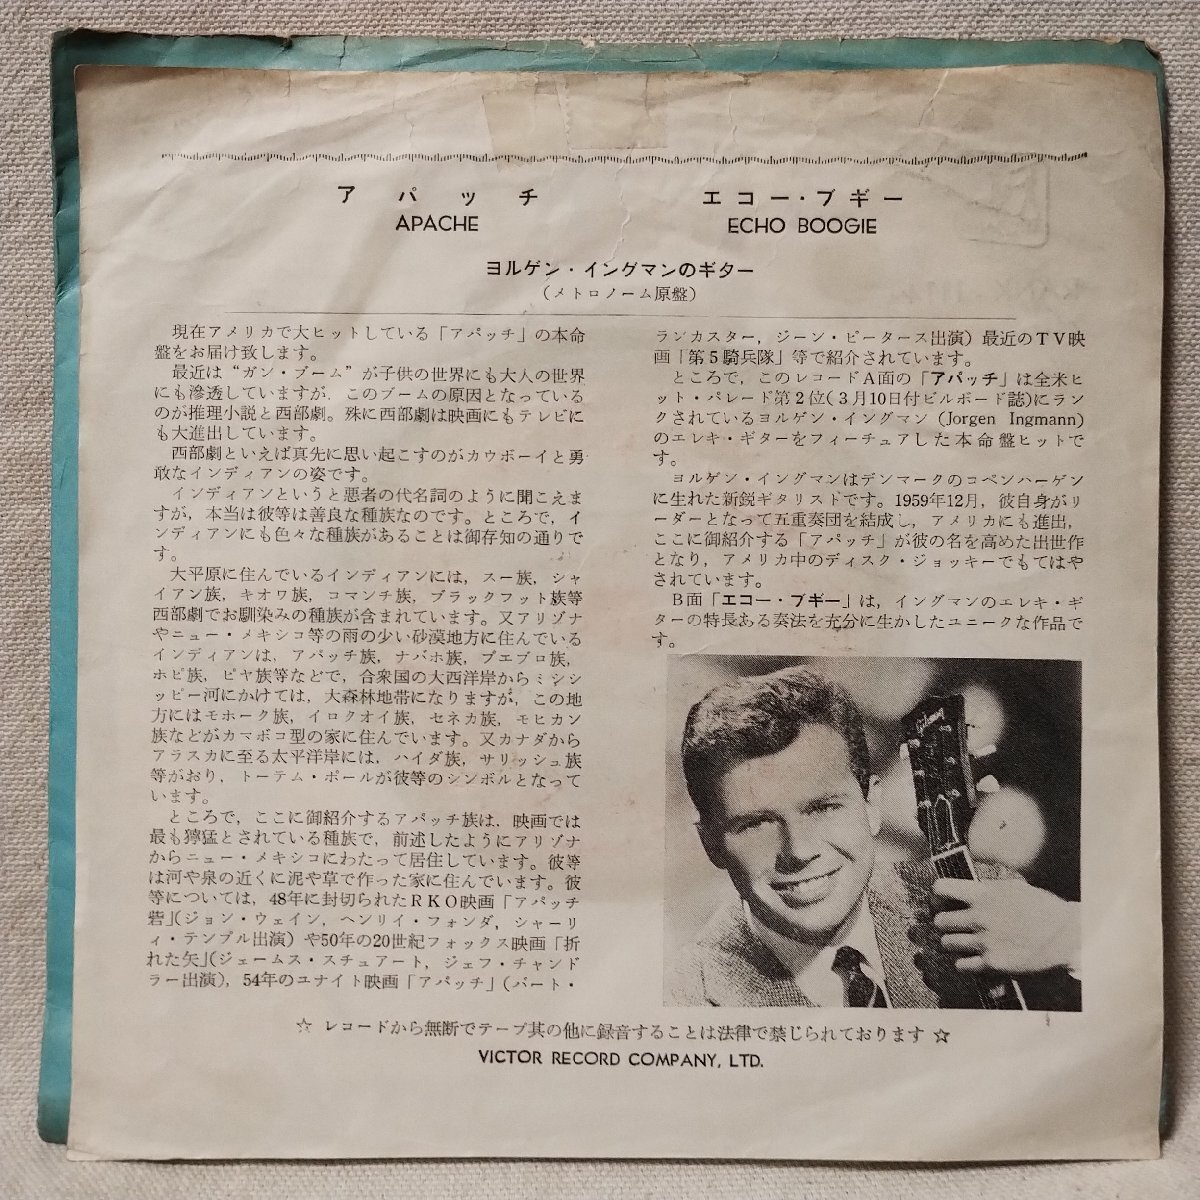 アパッチ
APACHE
エコー・ブギー
ECHO BOOGIE
ヨルゲン・イングマンのギター
（メトロノーム原盤）
現在アメリカで大ヒットしている「アパッチ」の本命
盤をお届け致します。
最近は“ガン・ブーム”が子供の世界にも大人の世界
にも滲透していますが、このブームの原因となっている
のが推理小説と西部劇。殊に西部劇は映画にもテレビに
も大進出しています。
西部劇といえば真先に思い起こすのがカウボーイと勇
敢なインディアンの姿です。
インディアンというと悪者の代名詞のように聞こえま
すが，本当は彼等は善良な種族なのです。ところで，イ
ンディアンにも色々な種族があることは御存知の通りで
す。
大平原に住んでいるインディアンには，スー族，シャ
イアン族，キオワ族，コマンチ族，ブラックフット族等
西部劇でお馴染みの種族が含まれています。又アリゾナ
やニュー・メキシコ等の雨の少い砂漠地方に住んでいる
インディアンは，アパッチ族，ナバホ族，プエブロ族，
ホピ族，ピヤ族等などで，合衆国の大西洋岸からミシシ
ッピー河にかけては，大森林地帯になりますが，この地
方にはモホーク族，イロクオイ族，セネカ族，モヒカン
族などがカマボコ型の家に住んでいます。又カナダから
アラスカに至る太平洋岸には，ハイダ族，サリッシュ族
等がおり，トーテム・ポールが彼等のシンボルとなって
います。
ところで，ここに御紹介するアパッチ族は、映画では
最も獰猛とされている種族で，前述したようにアリゾナ
からニュー・メキシコにわたって居住しています。彼等
は河や泉の近くに泥や草で作った家に住んでいます。彼
等については，48年に封切られたＲＫＯ映画「アパッチ
砦」（ジョン・ウェイン，ヘンリイ・フォンダ，シャーリ
ィ・テンプル出演）や50年の20世紀フォックス映画「折
れた矢」（ジェームス・スチュアート，ジェフ・チャンド
ラー出演），54年のユナイト映画「アパッチ」（バート・
ランカスター，ジーン・ピータース出演）最近のＴＶ映
画「第５騎兵隊」等で紹介されています。
ところで，このレコードＡ面の「アパッチ」は全米ヒ
ット・パレード第２位（３月10日付ビルボード誌）にラン
クされているヨルゲン・イングマン（Jorgen Ingmann）
のエレキ・ギターをフィーチュアした本命盤ヒットで
す。
ヨルゲン・イングマンはデンマークのコペンハーゲン
に生れた新鋭ギタリストです。1959年12月，彼自身がリ
ーダーとなって五重奏団を結成し，アメリカにも進出，
ここに御紹介する「アパッチ」が彼の名を高めた出世作
となり，アメリカ中のディスク・ジョッキーでもてはや
されています。
Ｂ面「エコー・ブギー」は，イングマンのエレキ・ギ
ターの特長ある奏法を充分に生かしたユニークな作品で
す。
Gibson
☆ レコードから無断でテープ其の他に録音することは法律で禁じられております ☆
VICTOR RECORD COMPANY, LTD.